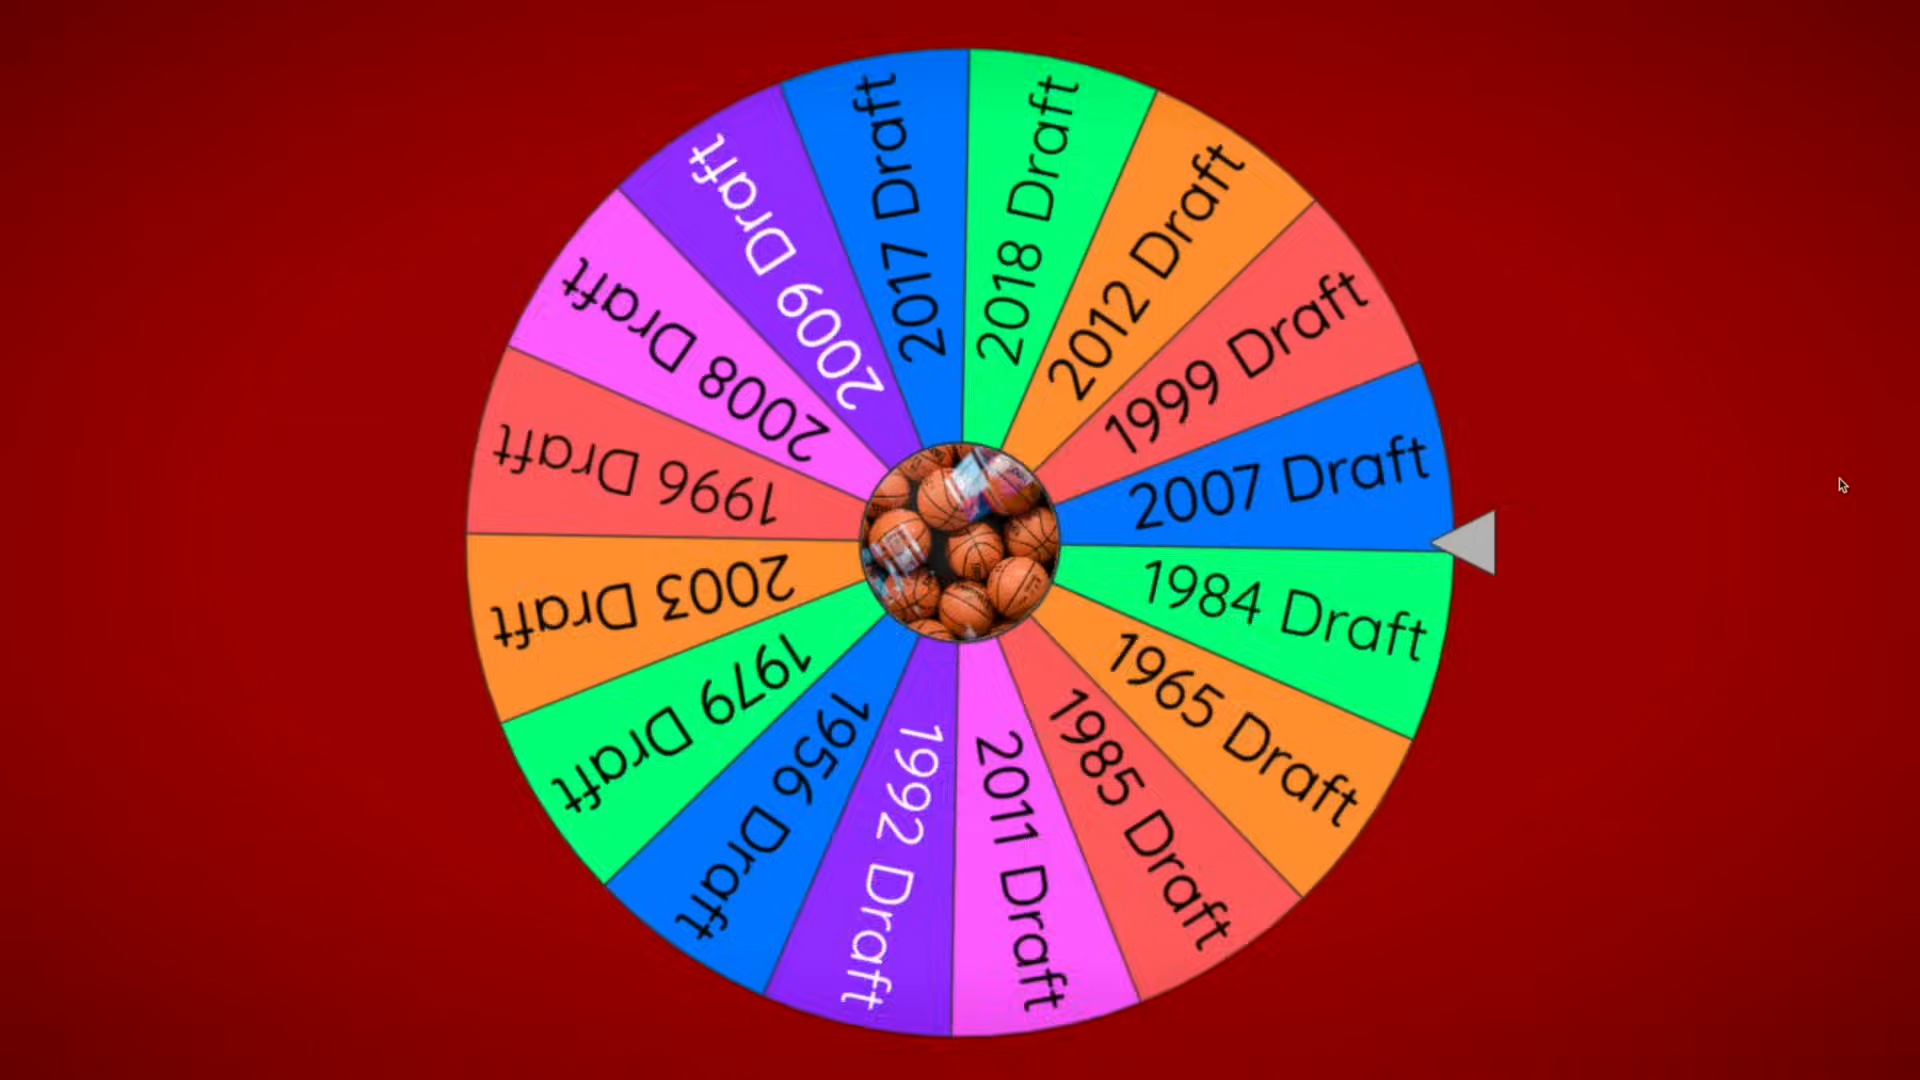 2018 Draft
2012 Draft
1999 Draft
2007 Draft
1984 Draft
1965 Draft
1985 Draft
2011 Draft
1992 Draft
1956 Draft
1979 Draft
2003 Draft
1996 Draft
2008 Draft
2009 Draft
2017 Draft